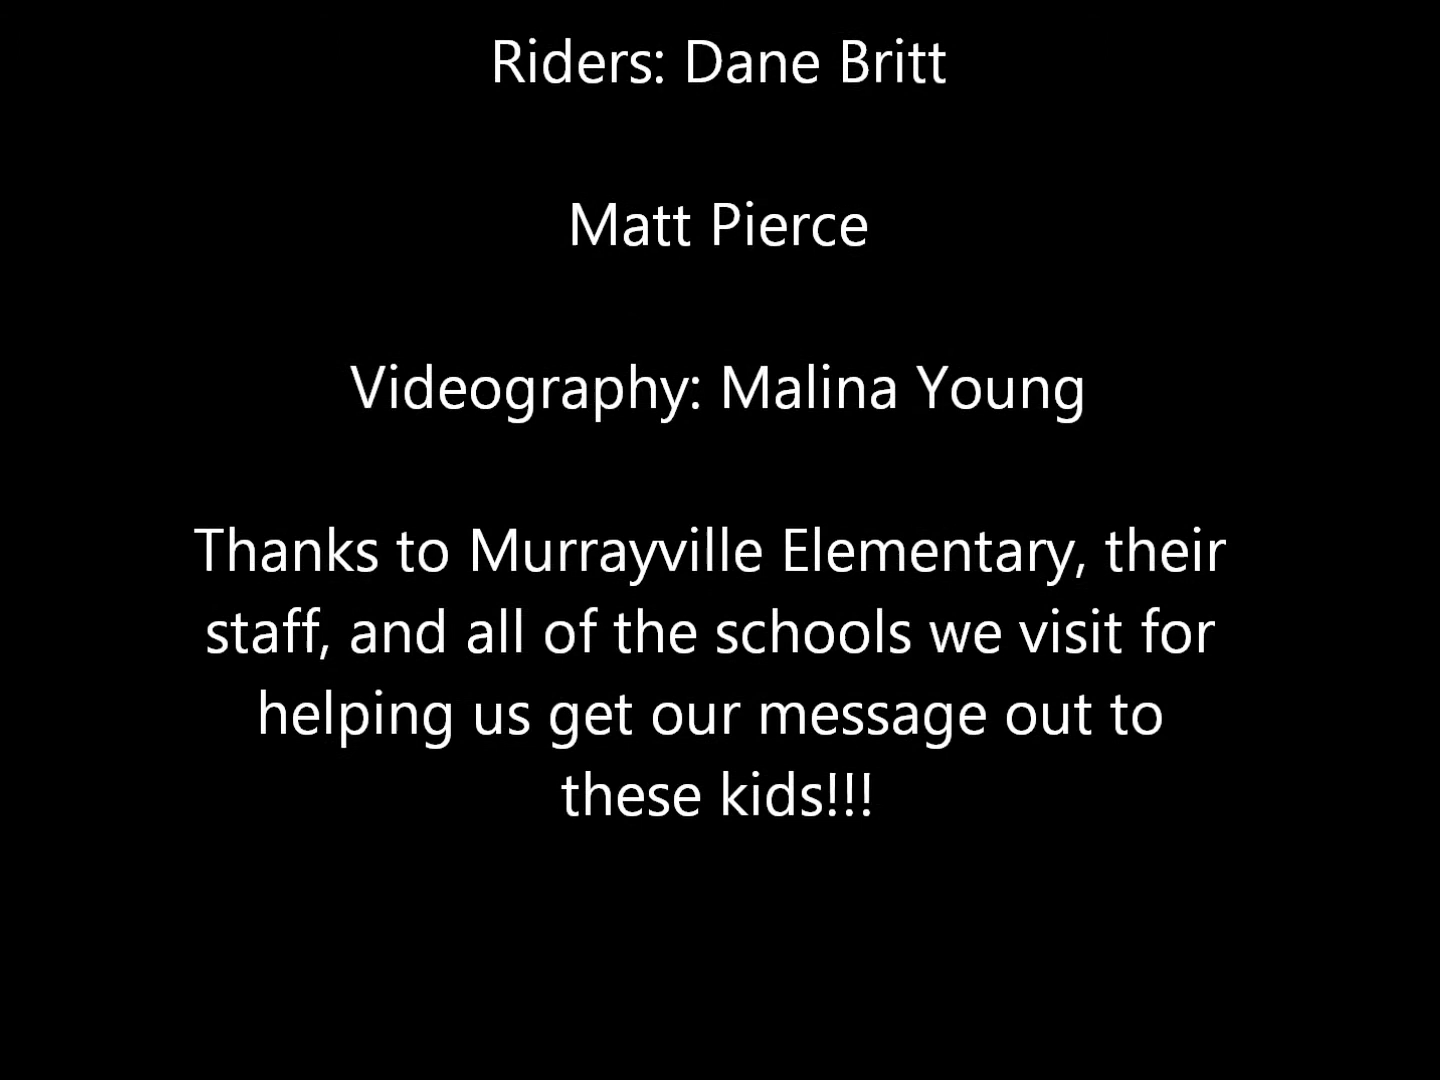 Riders: Dane Britt
Matt Pierce
Videography: Malina Young
Thanks to Murrayville Elementary, their
staff, and all of the schools we visit for
helping us get our message out to
these kids!!!